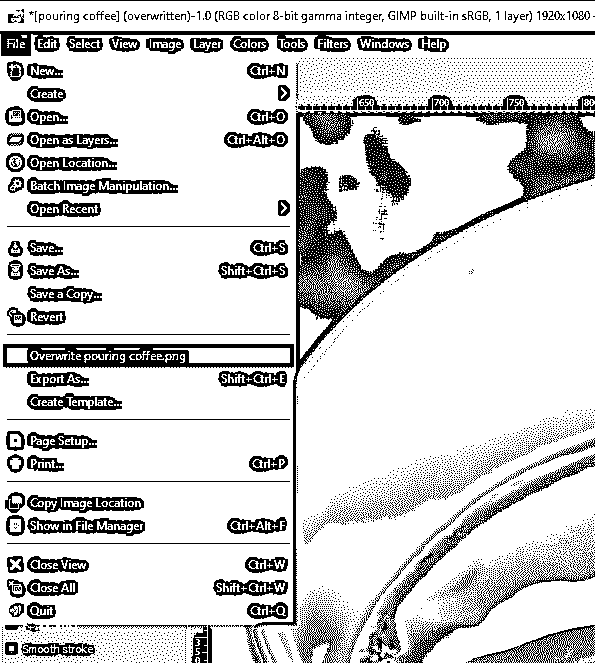 *[pouring coffee] (overwritten)-1.0 (RGB color 8-bit gamma integer, GIMP built-in sRGB, 1 layer) 1920x1080 -
File Edit Select View Image Layer Colors Tools Filters Windows Help
New... Ctrl+N
Create
Open... Ctrl+O
Open as Layers... Ctrl+Alt+O
Open Location...
Batch Image Manipulation...
Open Recent
Save... Ctrl+S
Save As... Shift+Ctrl+S
Save a Copy...
Revert
Overwrite pouring coffee.png
Export As... Shift+Ctrl+E
Create Template...
Page Setup...
Print... Ctrl+P
Copy Image Location
Show in File Manager Ctrl+Alt+F
Close View Ctrl+W
Close All Shift+Ctrl+W
Quit Ctrl+Q
650 700 750
Smooth stroke